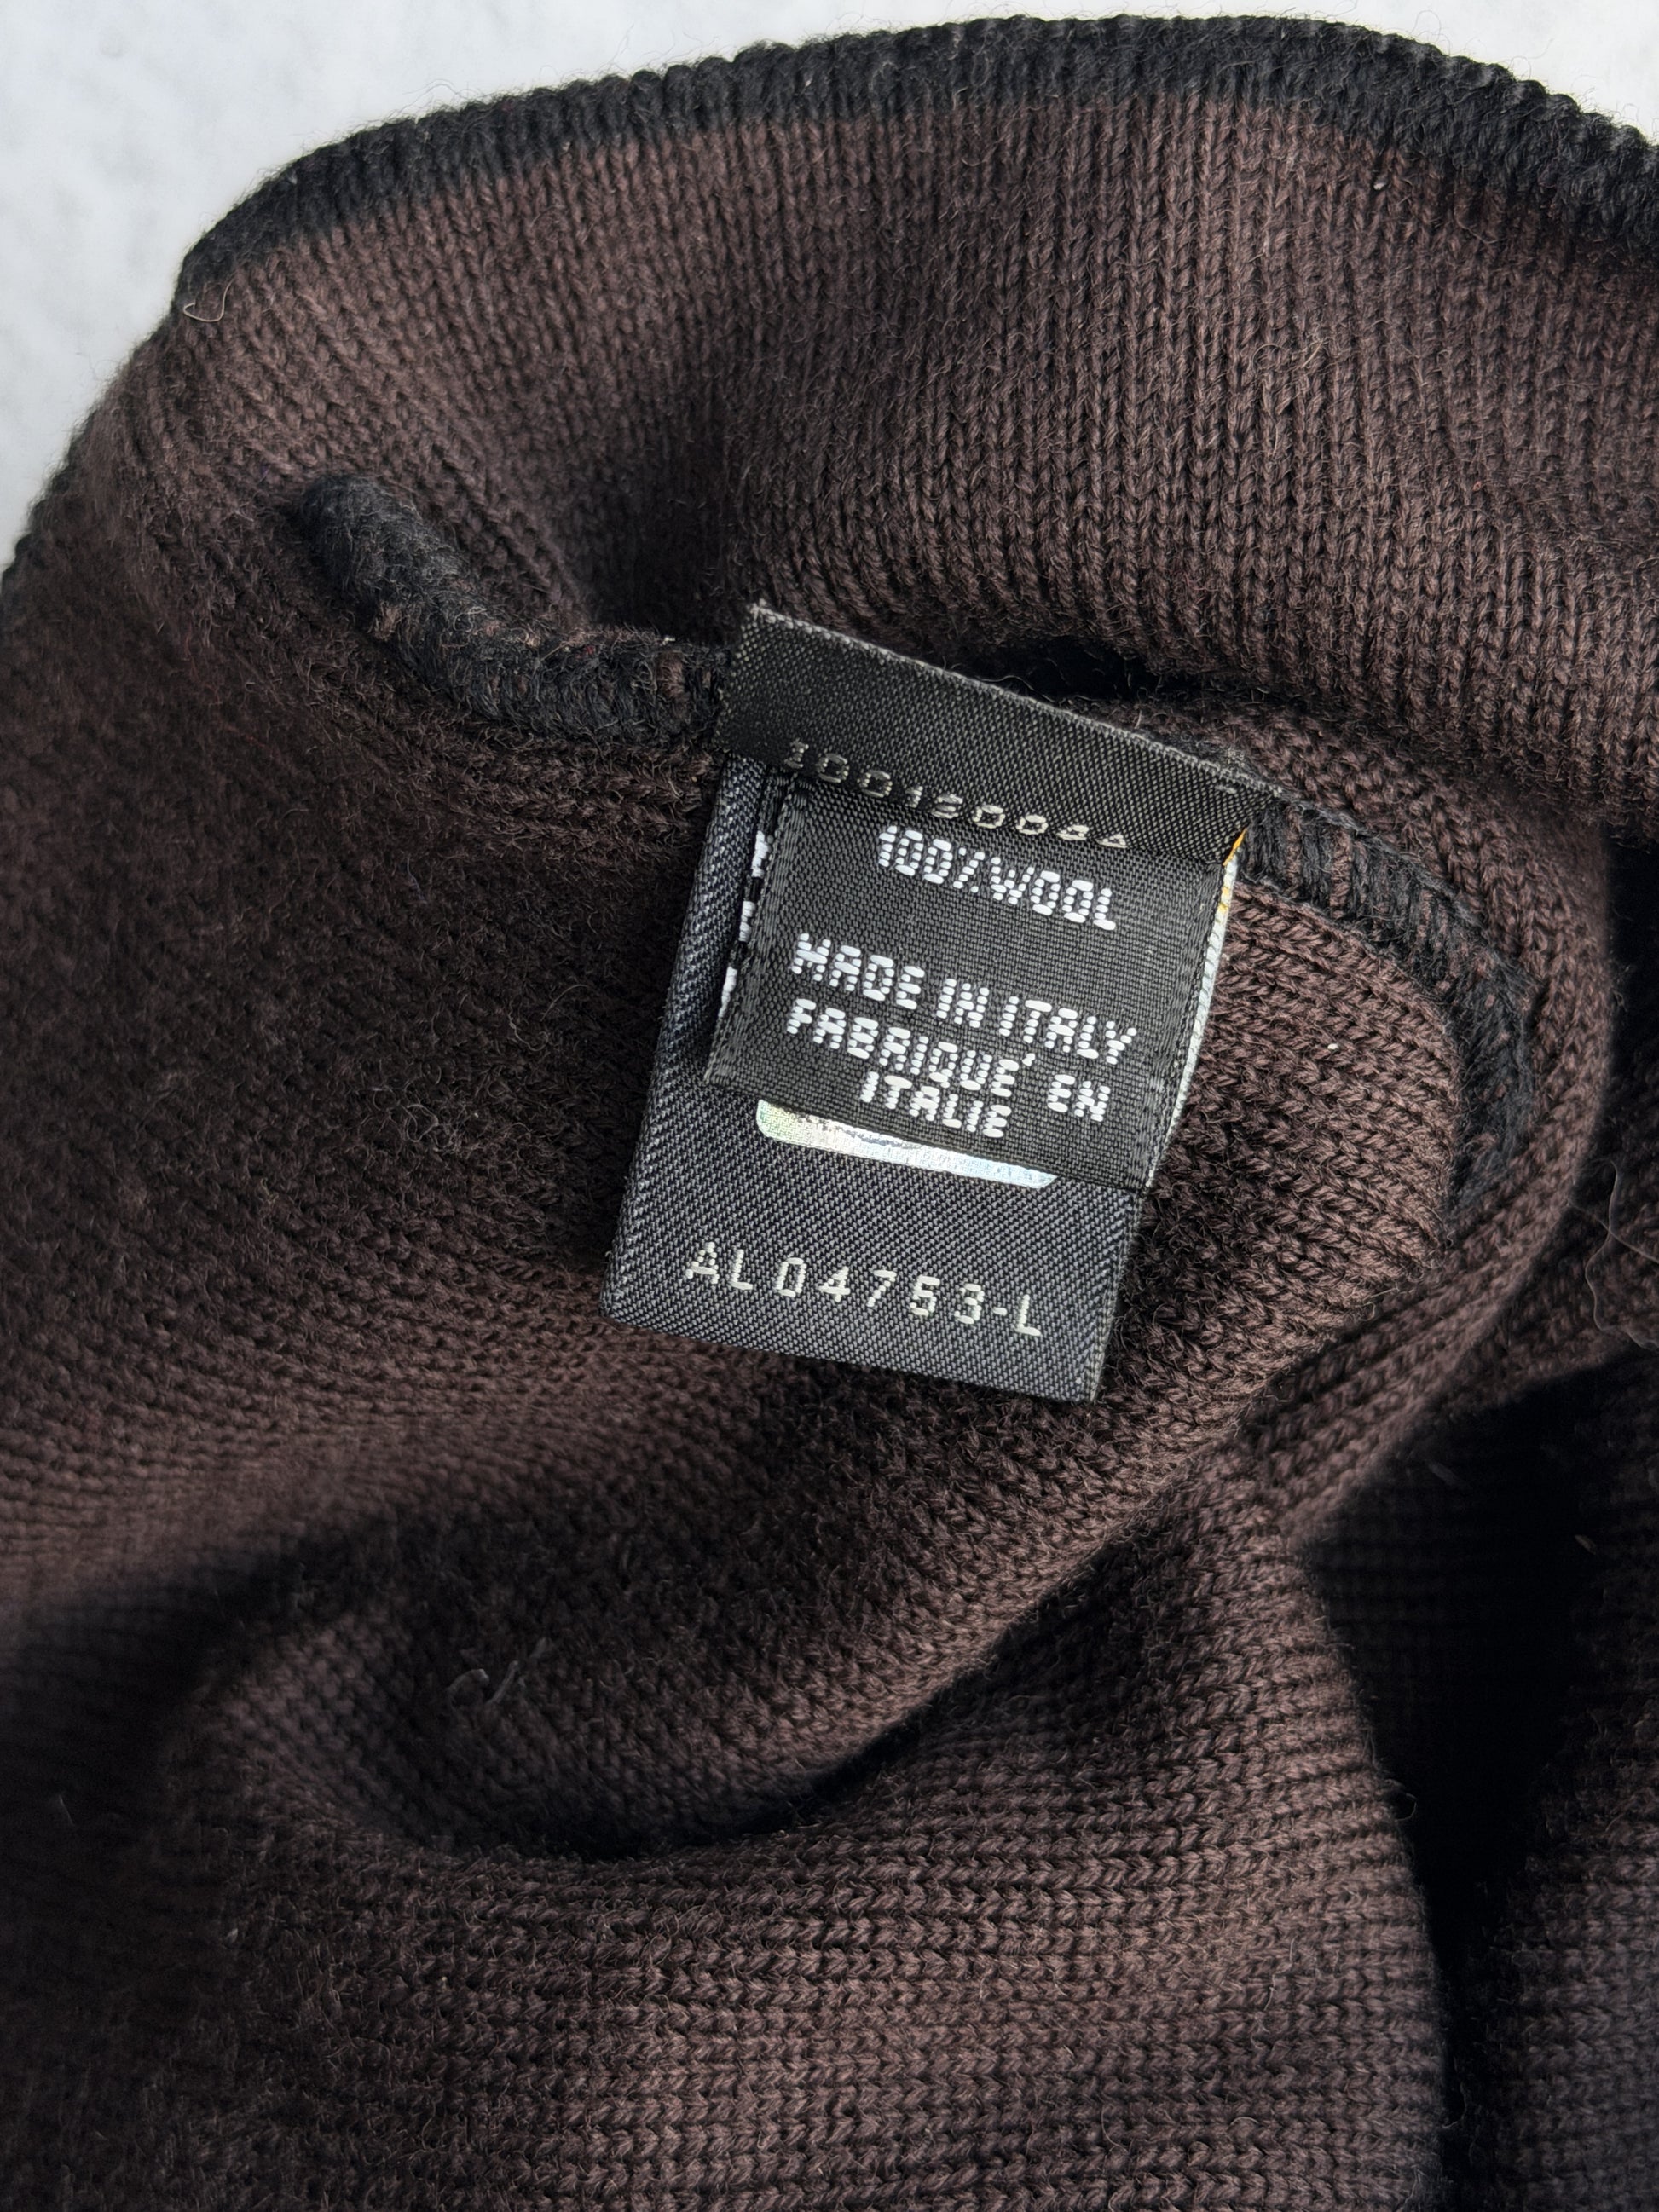 100%WOOL
MADE IN ITALY
FABRIQUE' EN
ITALIE
AL04753-L